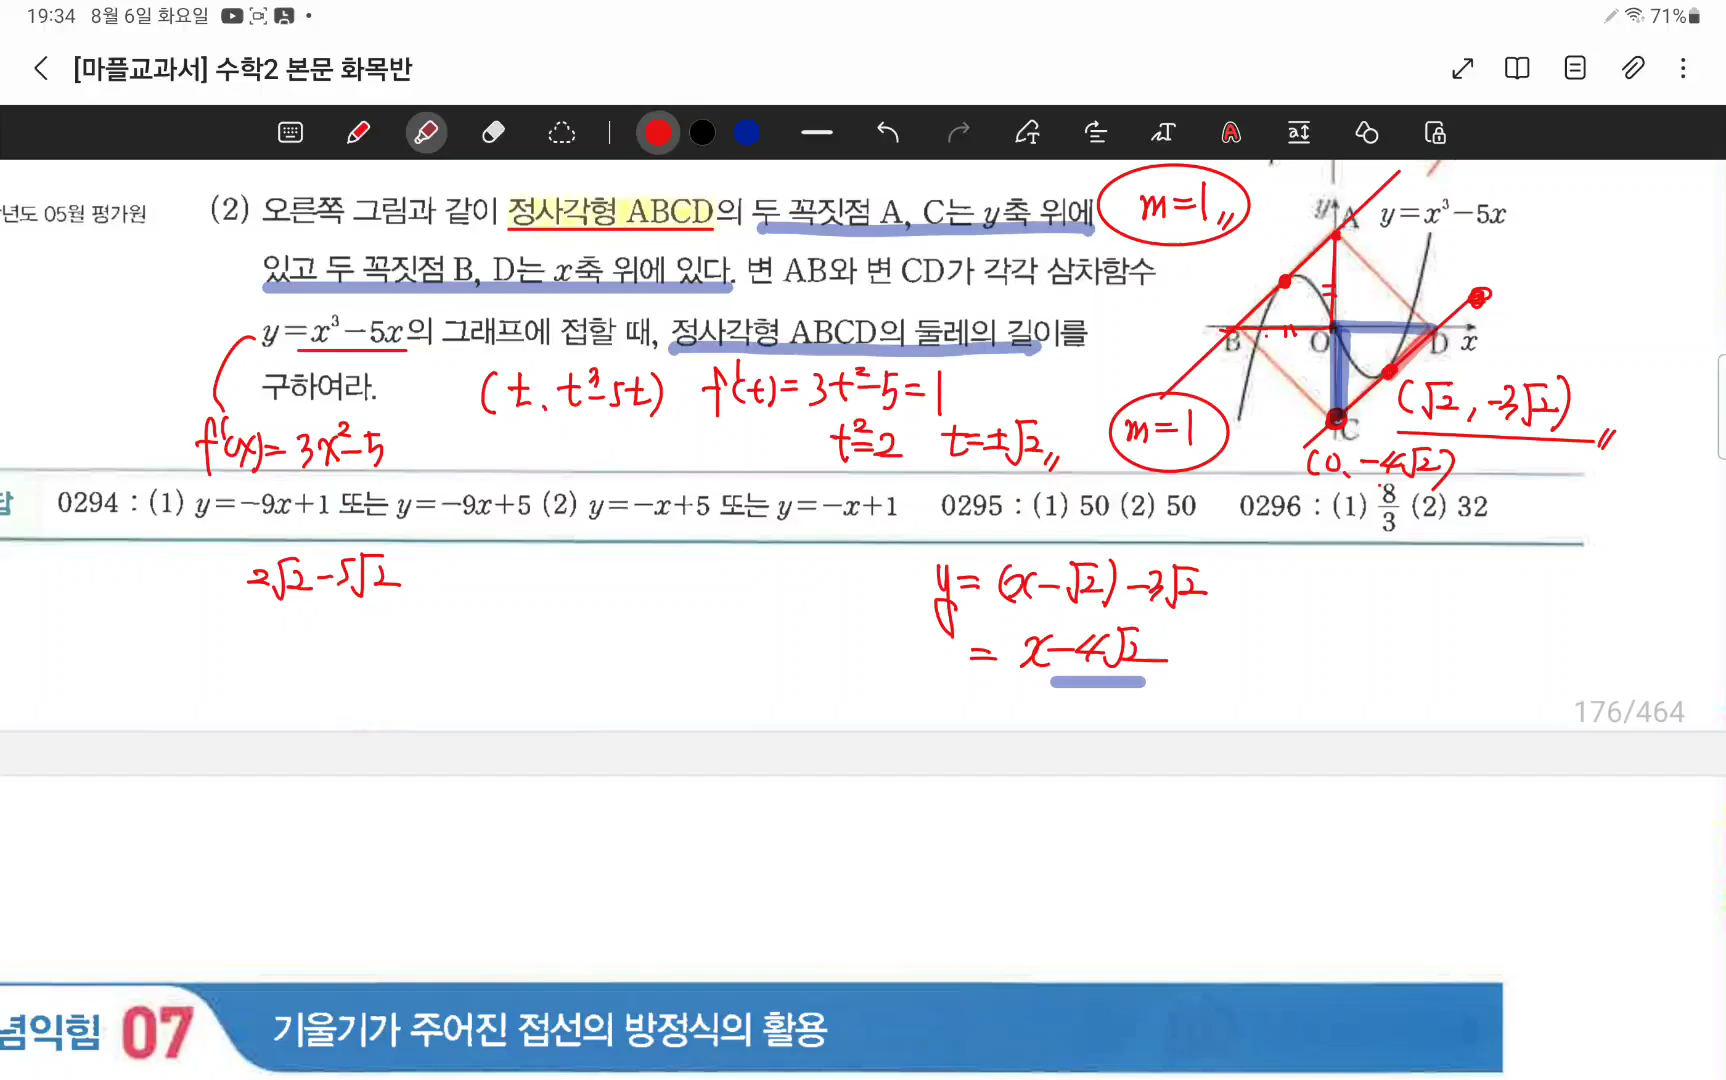 19:34 8월 6일 화요일
71%
[마플교과서] 수학2 본문 화목반
년도 05월 평가원
(2) 오른쪽 그림과 같이 정사각형 ABCD의 두 꼭짓점 A, C는 y축 위에
있고 두 꼭짓점 B, D는 x축 위에 있다. 변 AB와 변 CD가 각각 삼차함수
y=x³-5x의 그래프에 접할 때, 정사각형 ABCD의 둘레의 길이를
구하여라.
m=1
y A y=x³-5x
B O D x
C
m=1
(√2, -3√2)
(0, -4√2)
(t, t³-5t) f'(t)=3t²-5=1
f'(x)=3x²-5
t²=2 t=±√2
답 0294 : (1) y=-9x+1 또는 y=-9x+5 (2) y=-x+5 또는 y=-x+1 0295 : (1) 50 (2) 50 0296 : (1) 8/3 (2) 32
2√2-5√2
y=(x-√2)-3√2
= x-4√2
176/464
념익힘 07 기울기가 주어진 접선의 방정식의 활용